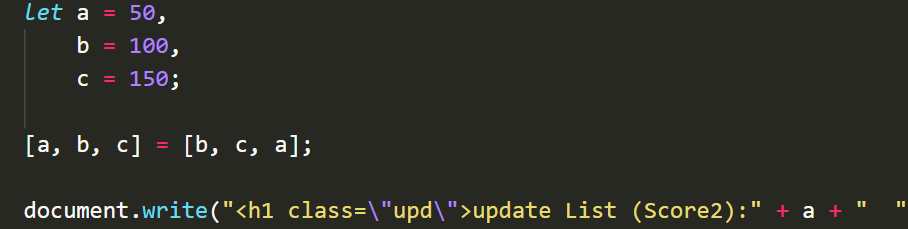 let a = 50,
    b = 100,
    c = 150;
[a, b, c] = [b, c, a];
document.write("<h1 class=\"upd\">update List (Score2):" + a + "  "